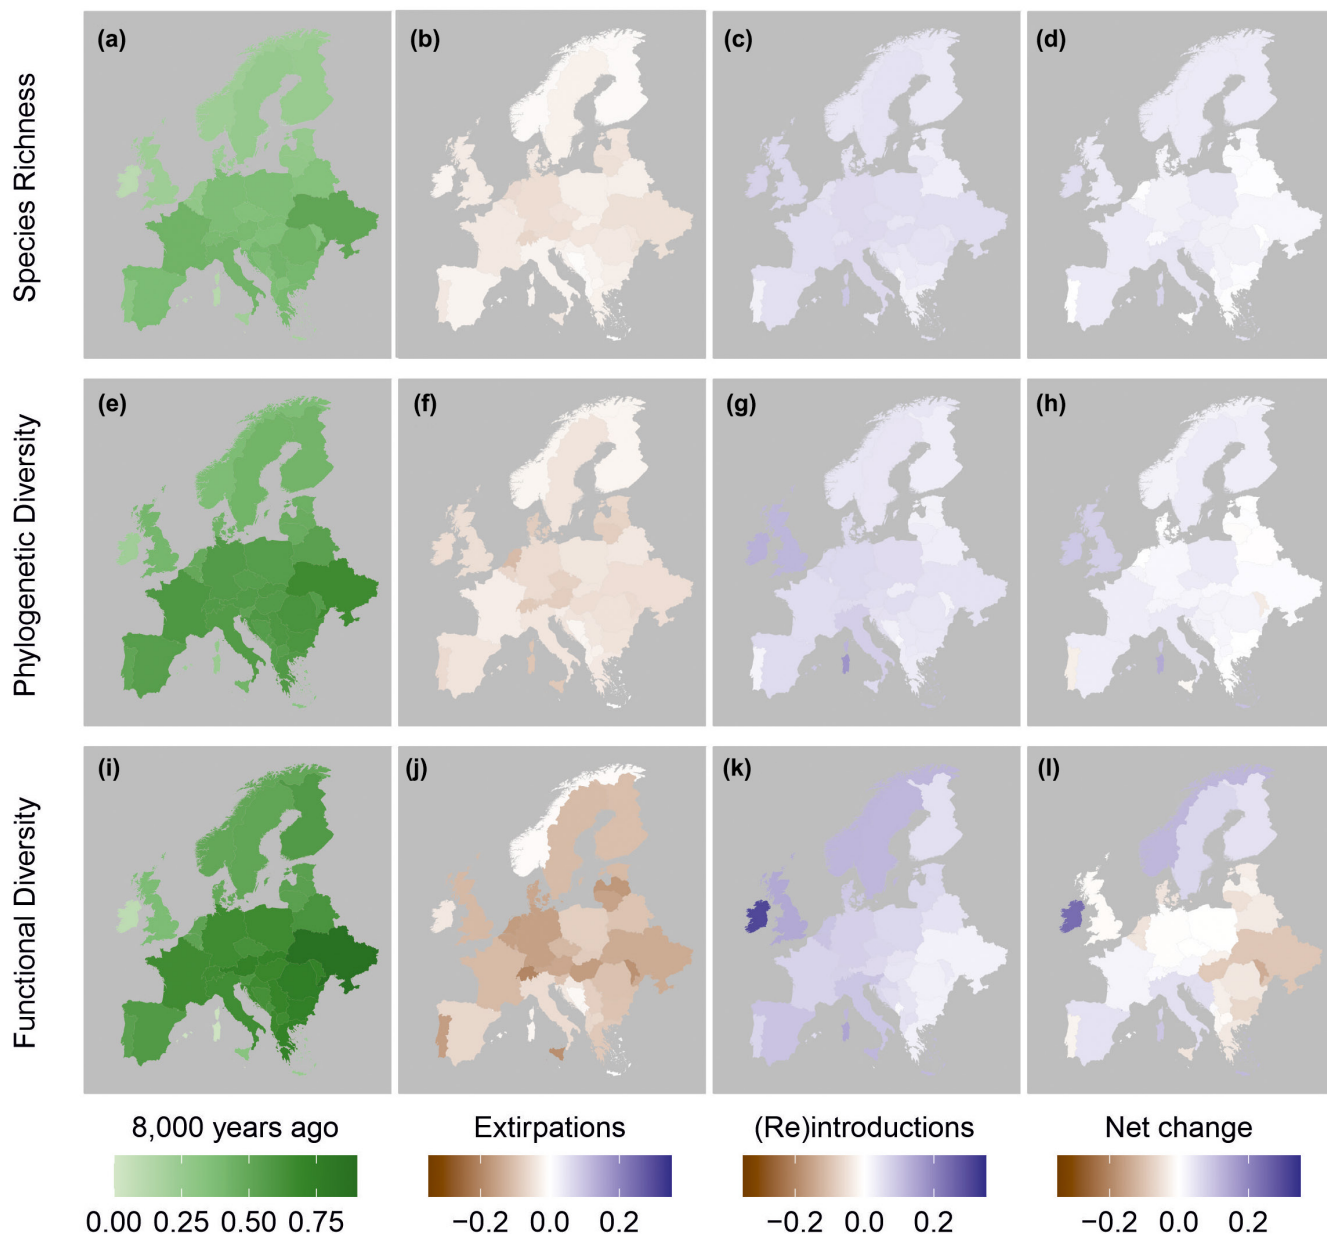 Species Richness
(a)
(b)
(c)
(d)
Phylogenetic Diversity
(e)
(f)
(g)
(h)
Functional Diversity
(i)
(j)
(k)
(l)
8,000 years ago
Extirpations
(Re)introductions
Net change
0.00 0.25 0.50 0.75
−0.2 0.0 0.2
−0.2 0.0 0.2
−0.2 0.0 0.2